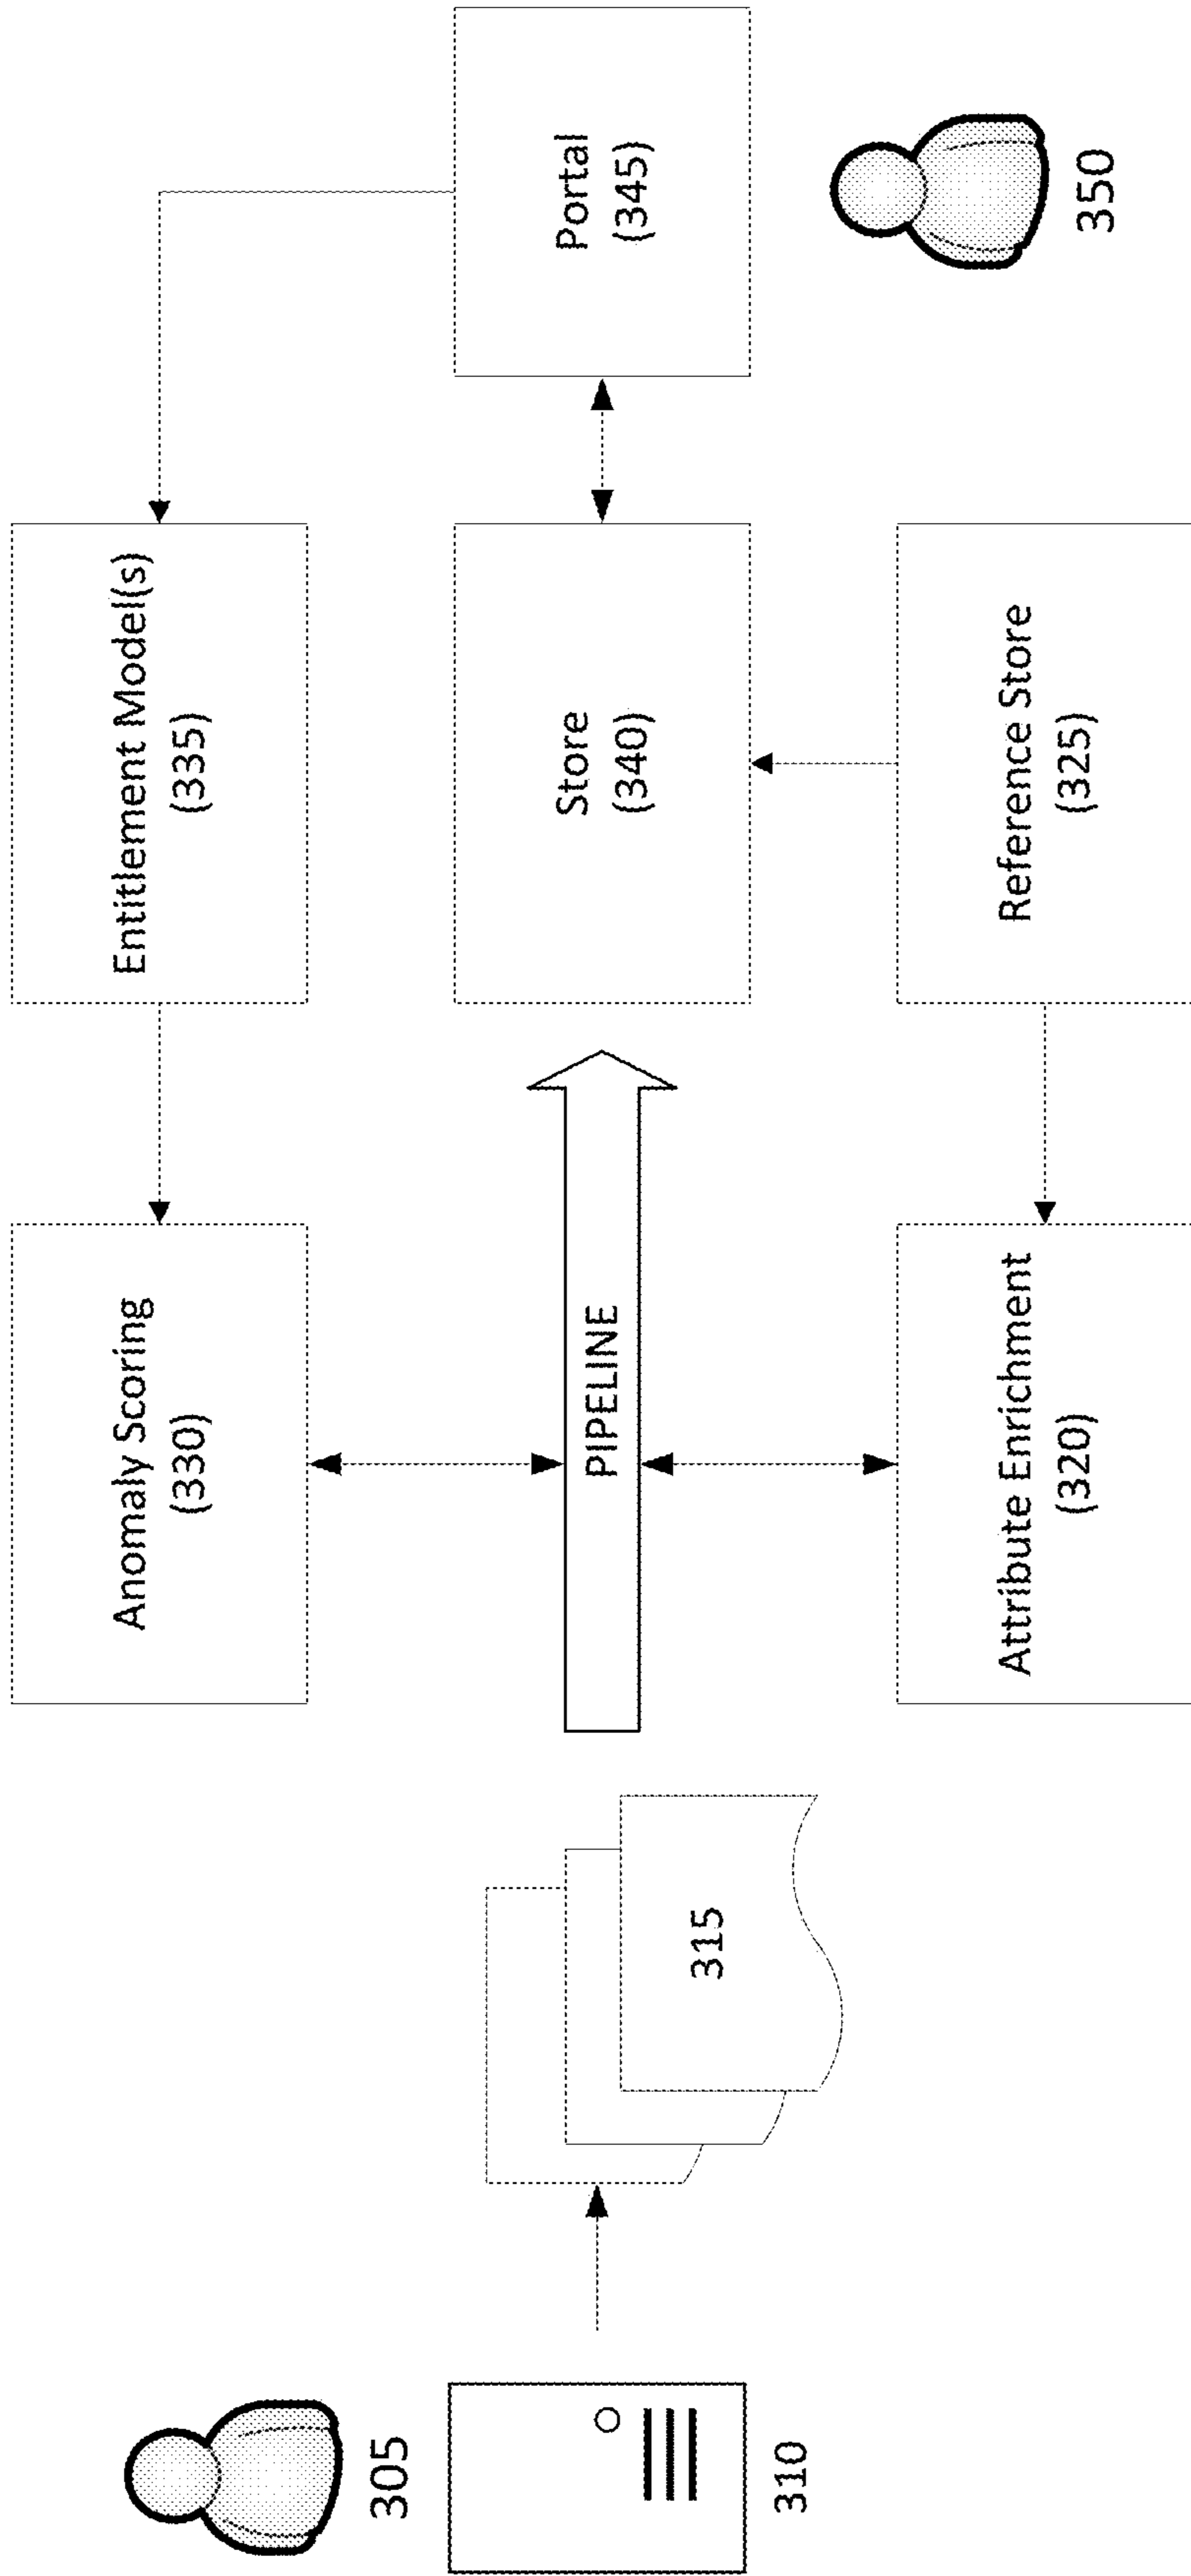 Anomaly Scoring
(330)
Entitlement Model(s)
(335)
305
310
315
PIPELINE
Store
(340)
Portal
(345)
350
Attribute Enrichment
(320)
Reference Store
(325)